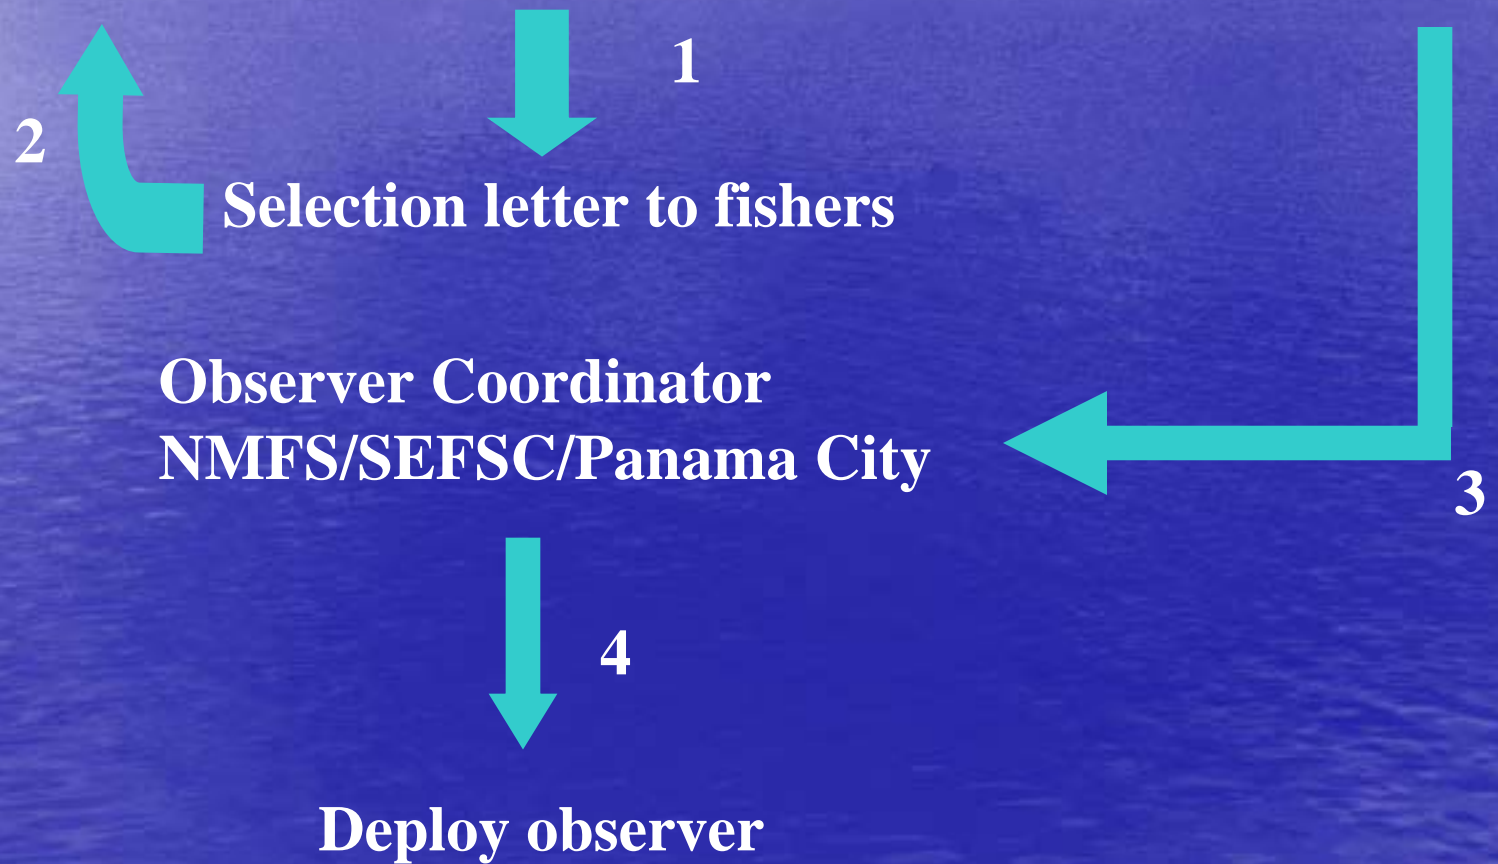 1
2
Selection letter to fishers
Observer Coordinator
NMFS/SEFSC/Panama City
3
4
Deploy observer